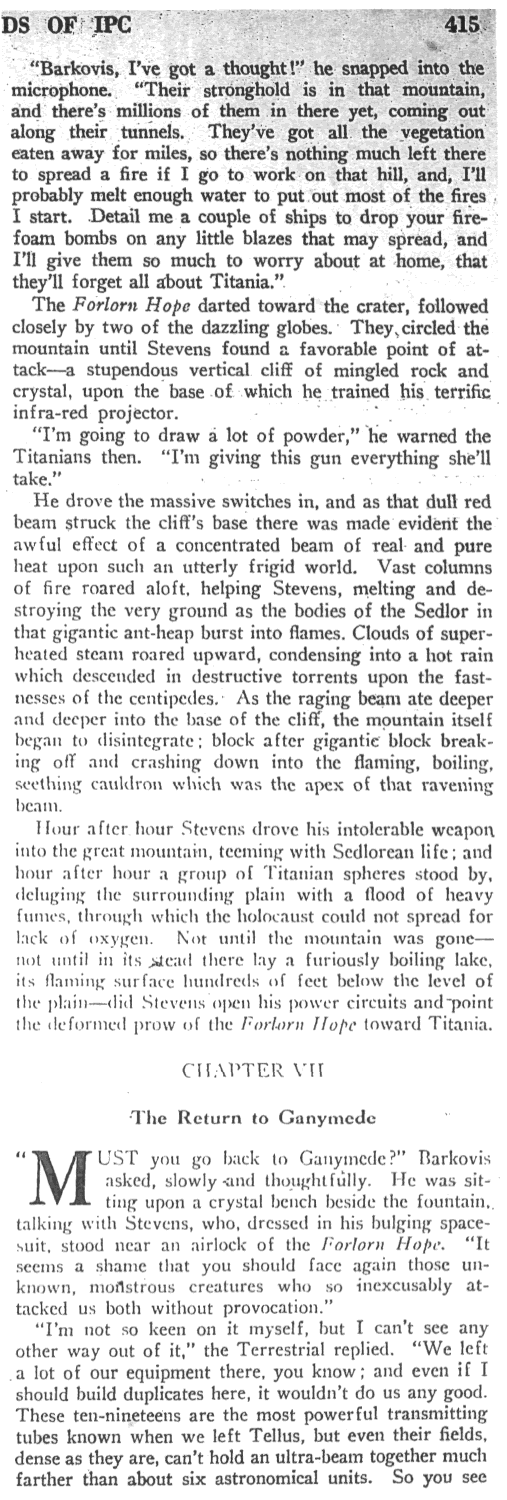 DS OF IPC 415
"Barkovis, I've got a thought!" he snapped into the
microphone. "Their stronghold is in that mountain,
and there's millions of them in there yet, coming out
along their tunnels. They've got all the vegetation
eaten away for miles, so there's nothing much left there
to spread a fire if I go to work on that hill, and, I'll
probably melt enough water to put out most of the fires
I start. Detail me a couple of ships to drop your fire-
foam bombs on any little blazes that may spread, and
I'll give them so much to worry about at home, that
they'll forget all about Titania."
The Forlorn Hope darted toward the crater, followed
closely by two of the dazzling globes. They circled the
mountain until Stevens found a favorable point of at-
tack—a stupendous vertical cliff of mingled rock and
crystal, upon the base of which he trained his terrific
infra-red projector.
"I'm going to draw a lot of powder," he warned the
Titanians then. "I'm giving this gun everything she'll
take."
He drove the massive switches in, and as that dull red
beam struck the cliff's base there was made evident the
awful effect of a concentrated beam of real and pure
heat upon such an utterly frigid world. Vast columns
of fire roared aloft, helping Stevens, melting and de-
stroying the very ground as the bodies of the Sedlor in
that gigantic ant-heap burst into flames. Clouds of super-
heated steam roared upward, condensing into a hot rain
which descended in destructive torrents upon the fast-
nesses of the centipedes. As the raging beam ate deeper
and deeper into the base of the cliff, the mountain itself
began to disintegrate; block after gigantic block break-
ing off and crashing down into the flaming, boiling,
seething cauldron which was the apex of that ravening
beam.
Hour after hour Stevens drove his intolerable weapon
into the great mountain, teeming with Sedlorean life; and
hour after hour a group of Titanian spheres stood by,
deluging the surrounding plain with a flood of heavy
fumes, through which the holocaust could not spread for
lack of oxygen. Not until the mountain was gone—
not until in its stead there lay a furiously boiling lake,
its flaming surface hundreds of feet below the level of
the plain—did Stevens open his power circuits and point
the deformed prow of the Forlorn Hope toward Titania.
CHAPTER VII
The Return to Ganymede
"MUST you go back to Ganymede?" Barkovis
asked, slowly and thoughtfully. He was sit-
ting upon a crystal bench beside the fountain,
talking with Stevens, who, dressed in his bulging space-
suit, stood near an airlock of the Forlorn Hope. "It
seems a shame that you should face again those un-
known, monstrous creatures who so inexcusably at-
tacked us both without provocation."
"I'm not so keen on it myself, but I can't see any
other way out of it," the Terrestrial replied. "We left
a lot of our equipment there, you know; and even if I
should build duplicates here, it wouldn't do us any good.
These ten-nineteens are the most powerful transmitting
tubes known when we left Tellus, but even their fields,
dense as they are, can't hold an ultra-beam together much
farther than about six astronomical units. So you see